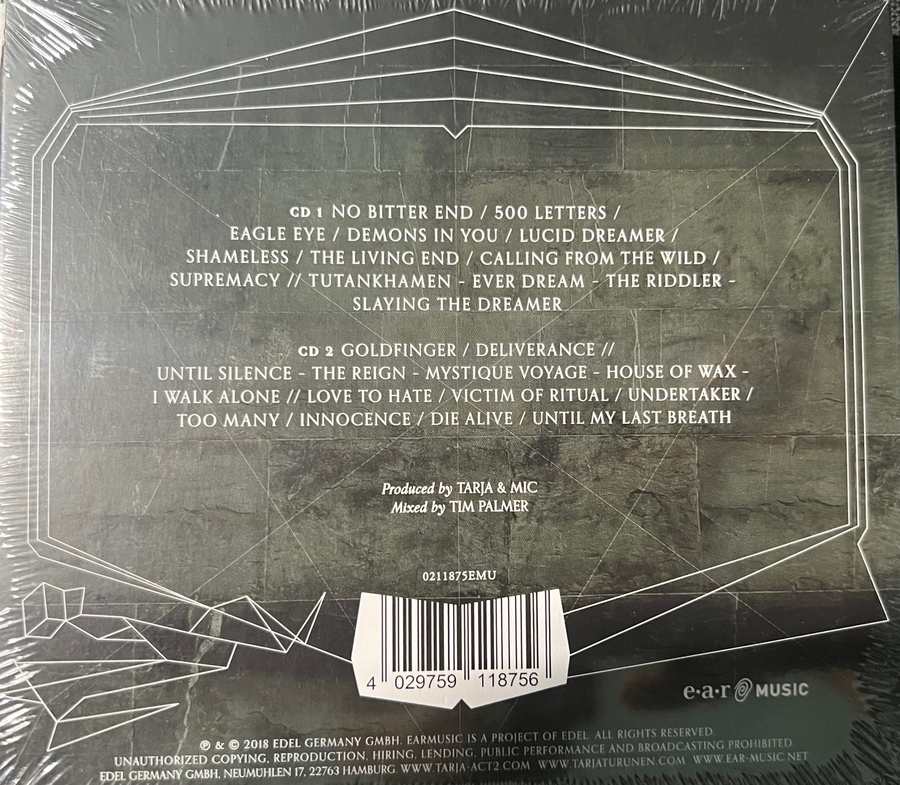 CD 1 NO BITTER END / 500 LETTERS /
EAGLE EYE / DEMONS IN YOU / LUCID DREAMER /
SHAMELESS / THE LIVING END / CALLING FROM THE WILD /
SUPREMACY // TUTANKHAMEN - EVER DREAM - THE RIDDLER -
SLAYING THE DREAMER
CD 2 GOLDFINGER / DELIVERANCE //
UNTIL SILENCE - THE REIGN - MYSTIQUE VOYAGE - HOUSE OF WAX -
I WALK ALONE // LOVE TO HATE / VICTIM OF RITUAL / UNDERTAKER /
TOO MANY / INNOCENCE / DIE ALIVE / UNTIL MY LAST BREATH
Produced by TARJA & MIC
Mixed by TIM PALMER
0211875EMU
4 029759 118756
e·a·r MUSIC
℗ & © 2018 EDEL GERMANY GMBH. EARMUSIC IS A PROJECT OF EDEL. ALL RIGHTS RESERVED
UNAUTHORIZED COPYING, REPRODUCTION, HIRING, LENDING, PUBLIC PERFORMANCE AND BROADCASTING PROHIBITED
EDEL GERMANY GMBH, NEUMÜHLEN 17, 22763 HAMBURG. WWW.TARJA-ACT2.COM WWW.TARJATURUNEN.COM WWW.EAR-MUSIC.NET